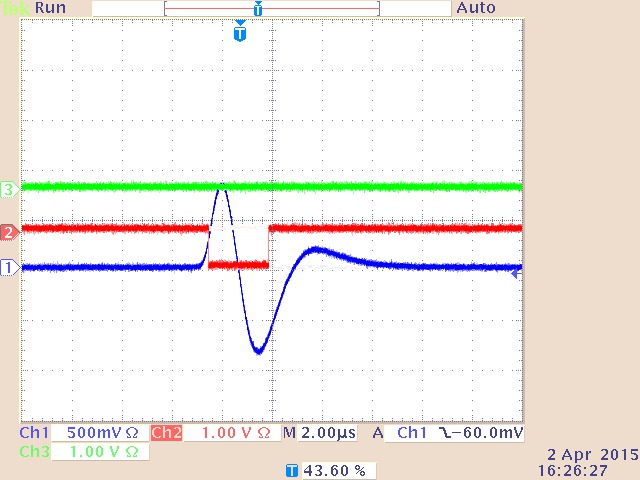 Tek Run Auto
T
T
3
2
1
Ch1 500mV Ω Ch2 1.00 V Ω M 2.00µs A Ch1 ↘ −60.0mV
Ch3 1.00 V Ω
T 43.60 %
2 Apr 2015
16:26:27